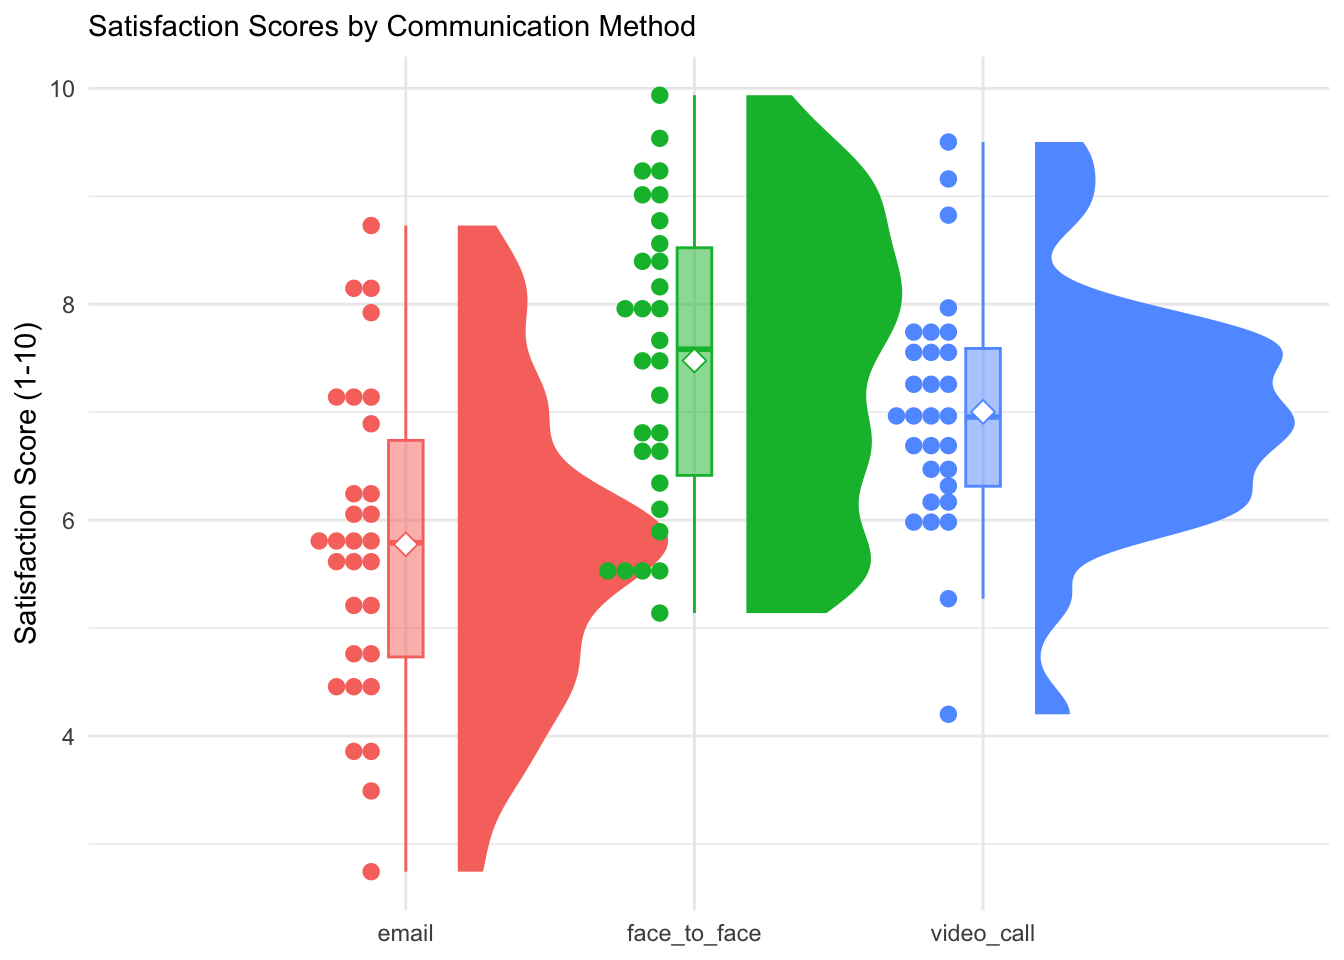 Satisfaction Scores by Communication Method
Satisfaction Score (1-10)
10
8
6
4
email
face_to_face
video_call